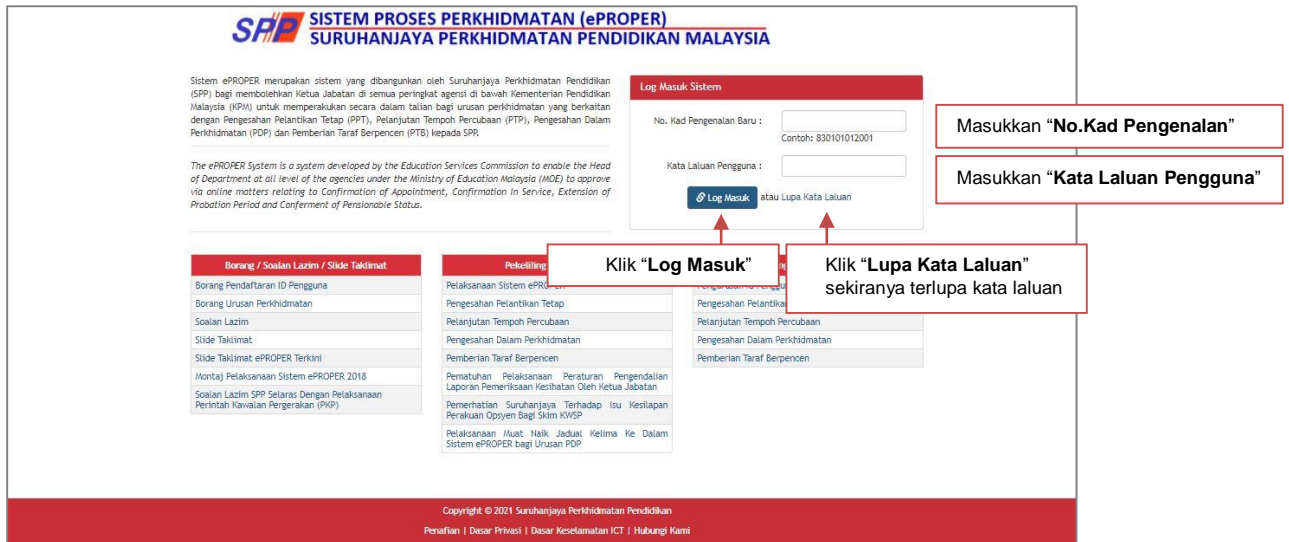 SPP
SISTEM PROSES PERKHIDMATAN (ePROPER)
SURUHANJAYA PERKHIDMATAN PENDIDIKAN MALAYSIA
Sistem ePROPER merupakan sistem yang dibangunkan oleh Suruhanjaya Perkhidmatan Pendidikan
(SPP) bagi membolehkan Ketua Jabatan di semua peringkat agensi di bawah Kementerian Pendidikan
Malaysia (KPM) untuk memperakukan secara dalam talian bagi urusan perkhidmatan yang berkaitan
dengan Pengesahan Pelantikan Tetap (PPT), Pelanjutan Tempoh Percubaan (PTP), Pengesahan Dalam
Perkhidmatan (PDP) dan Pemberian Taraf Berpencen (PTB) kepada SPP.
The ePROPER System is a system developed by the Education Services Commission to enable the Head
of Department at all level of the agencies under the Ministry of Education Malaysia (MOE) to approve
via online matters relating to Confirmation of Appointment, Confirmation in Service, Extension of
Probation Period and Conferment of Pensionable Status.
Log Masuk Sistem
No. Kad Pengenalan Baru :
Contoh: 830101012001
Kata Laluan Pengguna :
Log Masuk atau Lupa Kata Laluan
Masukkan “No.Kad Pengenalan”
Masukkan “Kata Laluan Pengguna”
Klik “Log Masuk”
Klik “Lupa Kata Laluan”
sekiranya terlupa kata laluan
Borang / Soalan Lazim / Slide Taklimat
Borang Pendaftaran ID Pengguna
Borang Urusan Perkhidmatan
Soalan Lazim
Slide Taklimat
Slide Taklimat ePROPER Terkini
Montaj Pelaksanaan Sistem ePROPER 2018
Soalan Lazim SPP Selaras Dengan Pelaksanaan
Perintah Kawalan Pergerakan (PKP)
Pekeliling
Pelaksanaan Sistem ePROPER
Pengesahan Pelantikan Tetap
Pelanjutan Tempoh Percubaan
Pengesahan Dalam Perkhidmatan
Pemberian Taraf Berpencen
Pematuhan Pelaksanaan Peraturan Pengendalian
Laporan Pemeriksaan Kesihatan Oleh Ketua Jabatan
Pemerhatian Suruhanjaya Terhadap Isu Kesilapan
Perakuan Opsyen Bagi Skim KWSP
Pelaksanaan Muat Naik Jadual Kelima Ke Dalam
Sistem ePROPER bagi Urusan PDP
Pengesahan Pelantikan
Pelanjutan Tempoh Percubaan
Pengesahan Dalam Perkhidmatan
Pemberian Taraf Berpencen
Copyright © 2021 Suruhanjaya Perkhidmatan Pendidikan
Penafian | Dasar Privasi | Dasar Keselamatan ICT | Hubungi Kami